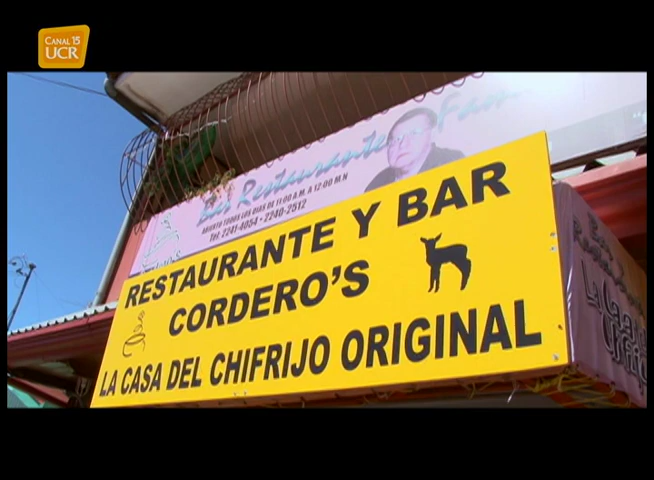 CANAL 15
UCR
Bar Restaurante Fam
ABIERTO TODOS LOS DIAS DE 11:00 A.M. A 12:00 M.N
Tel: 2241-4054 • 2240-2512
RESTAURANTE Y BAR
CORDERO'S
LA CASA DEL CHIFRIJO ORIGINAL